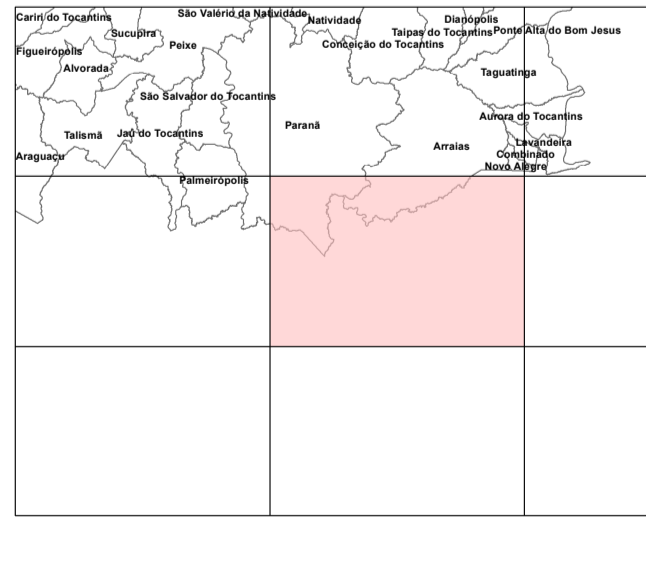 Cariri do Tocantins
São Valério da Natividade
Natividade
Dianópolis
Sucupira
Taipas do Tocantins
Ponte Alta do Bom Jesus
Figueirópolis
Peixe
Conceição do Tocantins
Alvorada
Taguatinga
São Salvador do Tocantins
Aurora do Tocantins
Talismã
Jaú do Tocantins
Paranã
Lavandeira
Arraias
Combinado
Araguaçu
Novo Alegre
Palmeirópolis